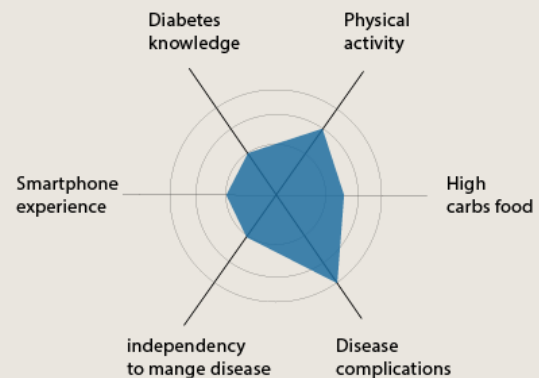 Diabetes
knowledge
Physical
activity
Smartphone
experience
High
carbs food
independency
to mange disease
Disease
complications